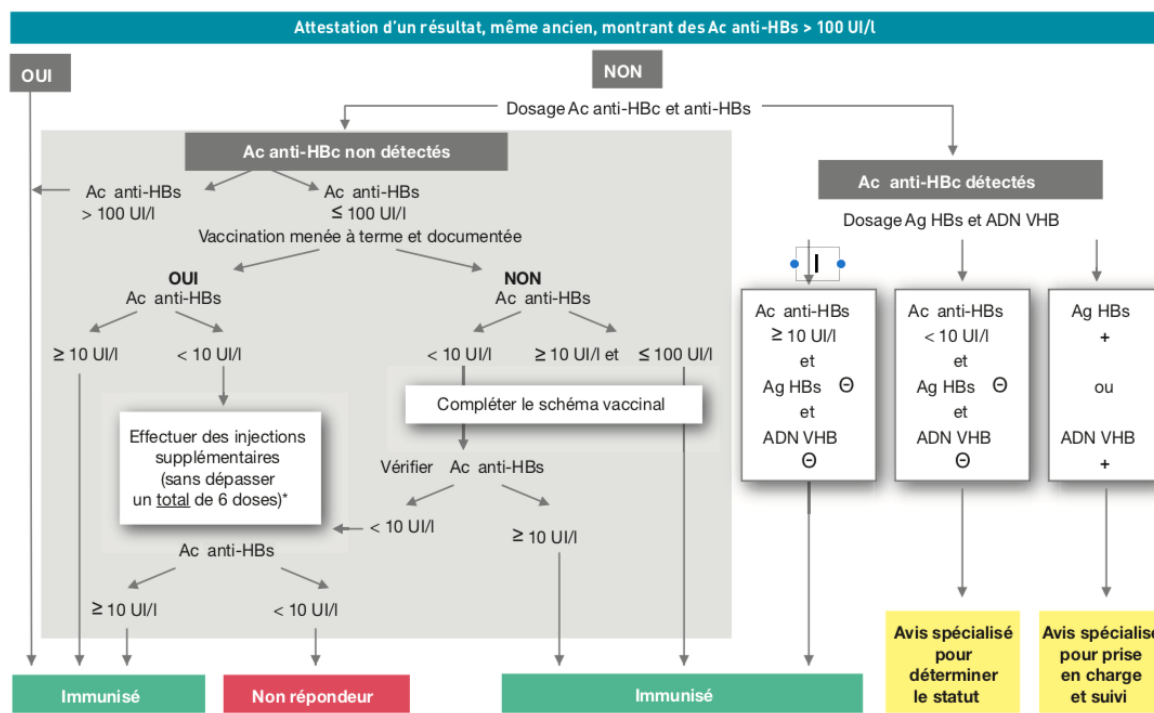 Attestation d'un résultat, même ancien, montrant des Ac anti-HBs > 100 UI/l
OUI
NON
Dosage Ac anti-HBc et anti-HBs
Ac anti-HBc non détectés
Ac anti-HBc détectés
Ac anti-HBs
> 100 UI/l
Ac anti-HBs
≤ 100 UI/l
Dosage Ag HBs et ADN VHB
Vaccination menée à terme et documentée
OUI
Ac anti-HBs
NON
Ac anti-HBs
≥ 10 UI/l
< 10 UI/l
< 10 UI/l
≥ 10 UI/l et
≤ 100 UI/l
I
Ac anti-HBs
≥ 10 UI/l
et
Ag HBs ⊖
et
ADN VHB
⊖
Ac anti-HBs
< 10 UI/l
et
Ag HBs ⊖
et
ADN VHB
⊖
Ag HBs
+
ou
ADN VHB
+
Compléter le schéma vaccinal
Effectuer des injections
supplémentaires
(sans dépasser
un total de 6 doses)*
Vérifier Ac anti-HBs
< 10 UI/l
≥ 10 UI/l
Ac anti-HBs
≥ 10 UI/l
< 10 UI/l
Immunisé
Non répondeur
Immunisé
Avis spécialisé
pour
déterminer
le statut
Avis spécialisé
pour prise
en charge
et suivi